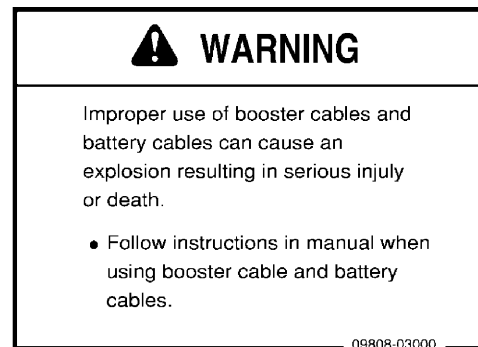 WARNING
Improper use of booster cables and
battery cables can cause an
explosion resulting in serious injuly
or death.
• Follow instructions in manual when
using booster cable and battery
cables.
09808-03000